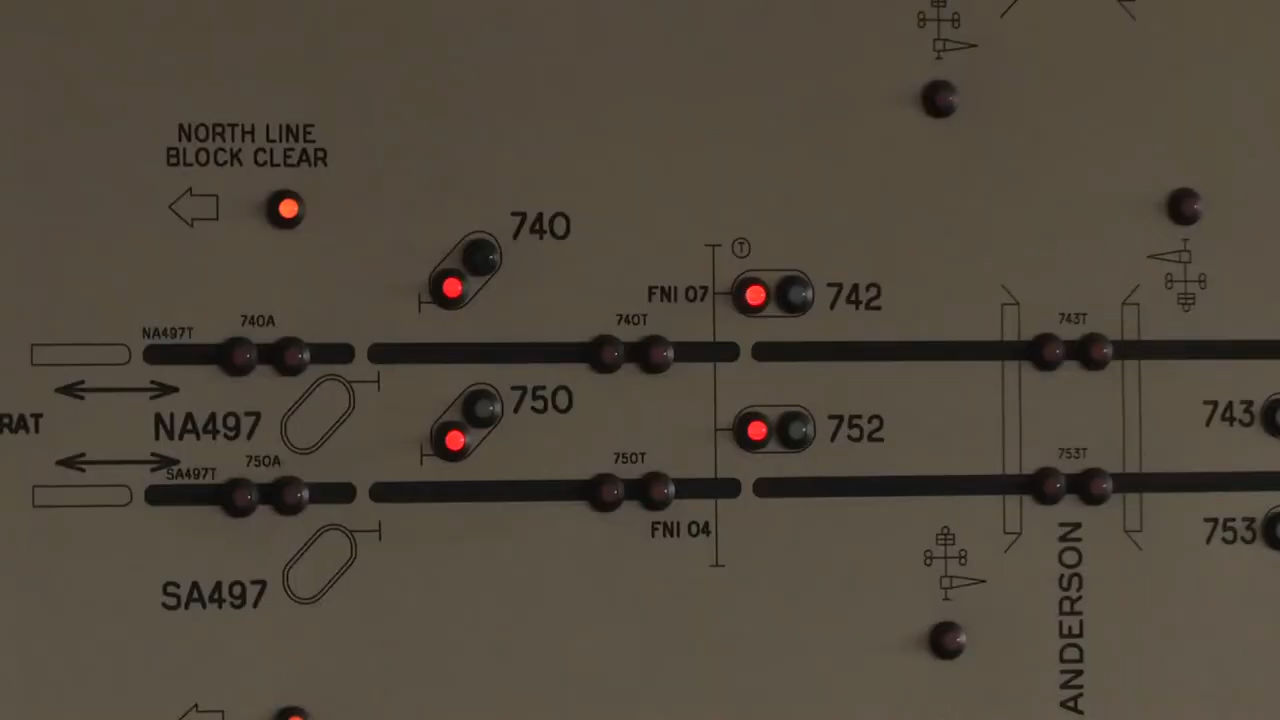 NORTH LINE
BLOCK CLEAR
740
T
FNI 07
742
NA497T
740A
740T
743T
RAT
NA497
750
752
743
SA497T
750A
750T
753T
FNI 04
753
SA497
ANDERSON